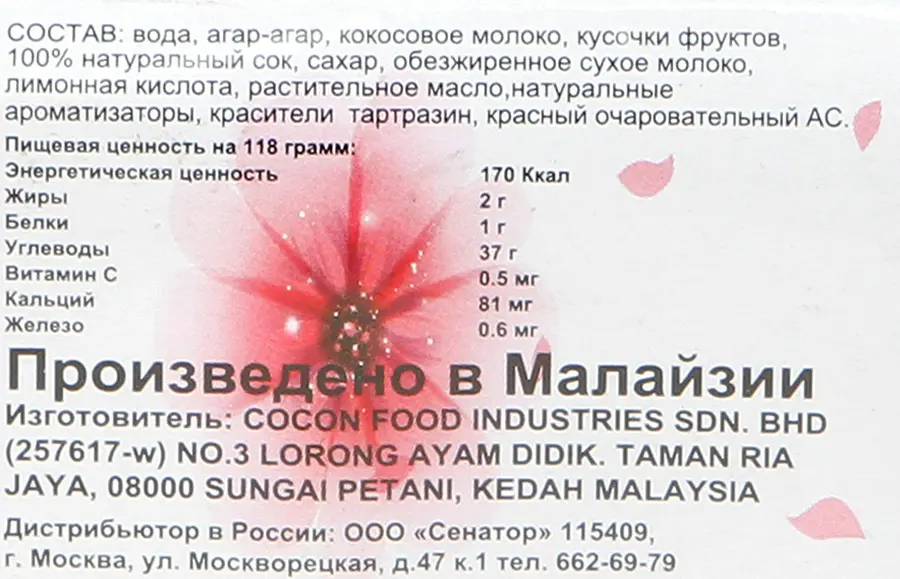 СОСТАВ: вода, агар-агар, кокосовое молоко, кусочки фруктов,
100% натуральный сок, сахар, обезжиренное сухое молоко,
лимонная кислота, растительное масло,натуральные
ароматизаторы, красители тартразин, красный очаровательный АС.
Пищевая ценность на 118 грамм:
Энергетическая ценность 170 Ккал
Жиры 2 г
Белки 1 г
Углеводы 37 г
Витамин С 0.5 мг
Кальций 81 мг
Железо 0.6 мг
Произведено в Малайзии
Изготовитель: COCON FOOD INDUSTRIES SDN. BHD
(257617-w) NO.3 LORONG AYAM DIDIK. TAMAN RIA
JAYA, 08000 SUNGAI PETANI, KEDAH MALAYSIA
Дистрибьютор в России: ООО «Сенатор» 115409,
г. Москва, ул. Москворецкая, д.47 к.1 тел. 662-69-79